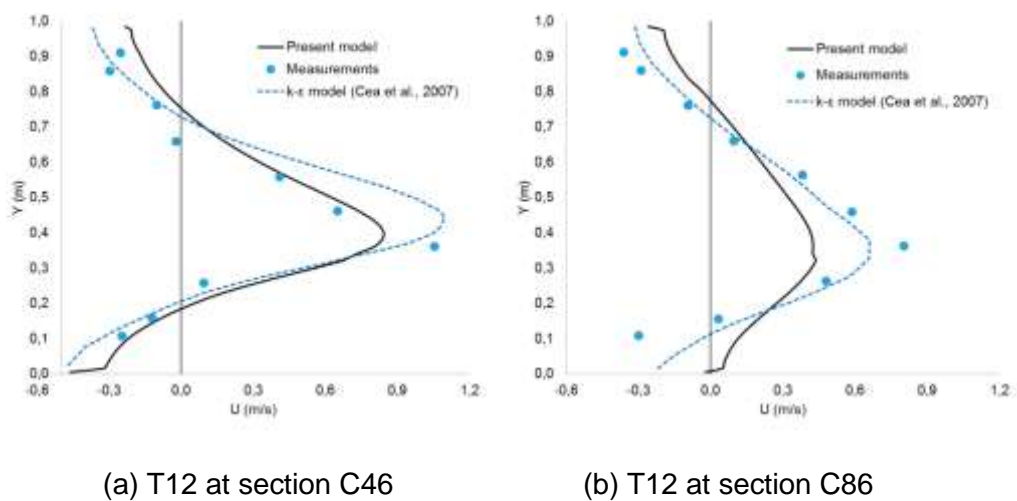 1,0
0,9
0,8
0,7
0,6
0,5
0,4
0,3
0,2
0,1
0,0
Y (m)
-0,6 -0,3 0,0 0,3 0,6 0,9 1,2
U (m/s)
Present model
Measurements
k-ε model (Cea et al., 2007)
1,0
0,9
0,8
0,7
0,6
0,5
0,4
0,3
0,2
0,1
0,0
Y (m)
-0,6 -0,3 0,0 0,3 0,6 0,9 1,2
U (m/s)
Present model
Measurements
k-ε model (Cea et al., 2007)
(a) T12 at section C46
(b) T12 at section C86